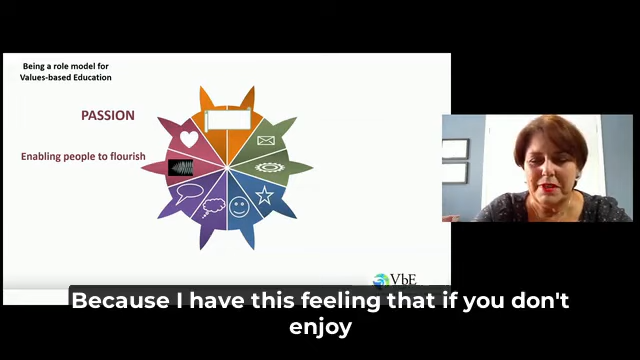 Being a role model for
Values-based Education
PASSION
Enabling people to flourish
VbE
Because I have this feeling that if you don't
enjoy